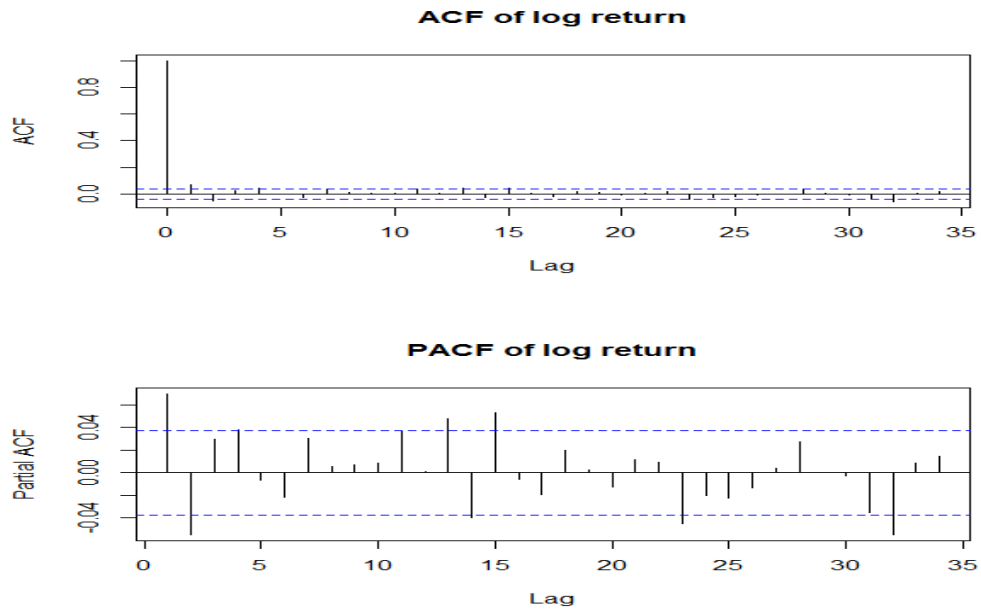 ACF of log return
ACF
0.8
0.4
0.0
0 5 10 15 20 25 30 35
Lag
PACF of log return
Partial ACF
0.04
0.00
-0.04
0 5 10 15 20 25 30 35
Lag